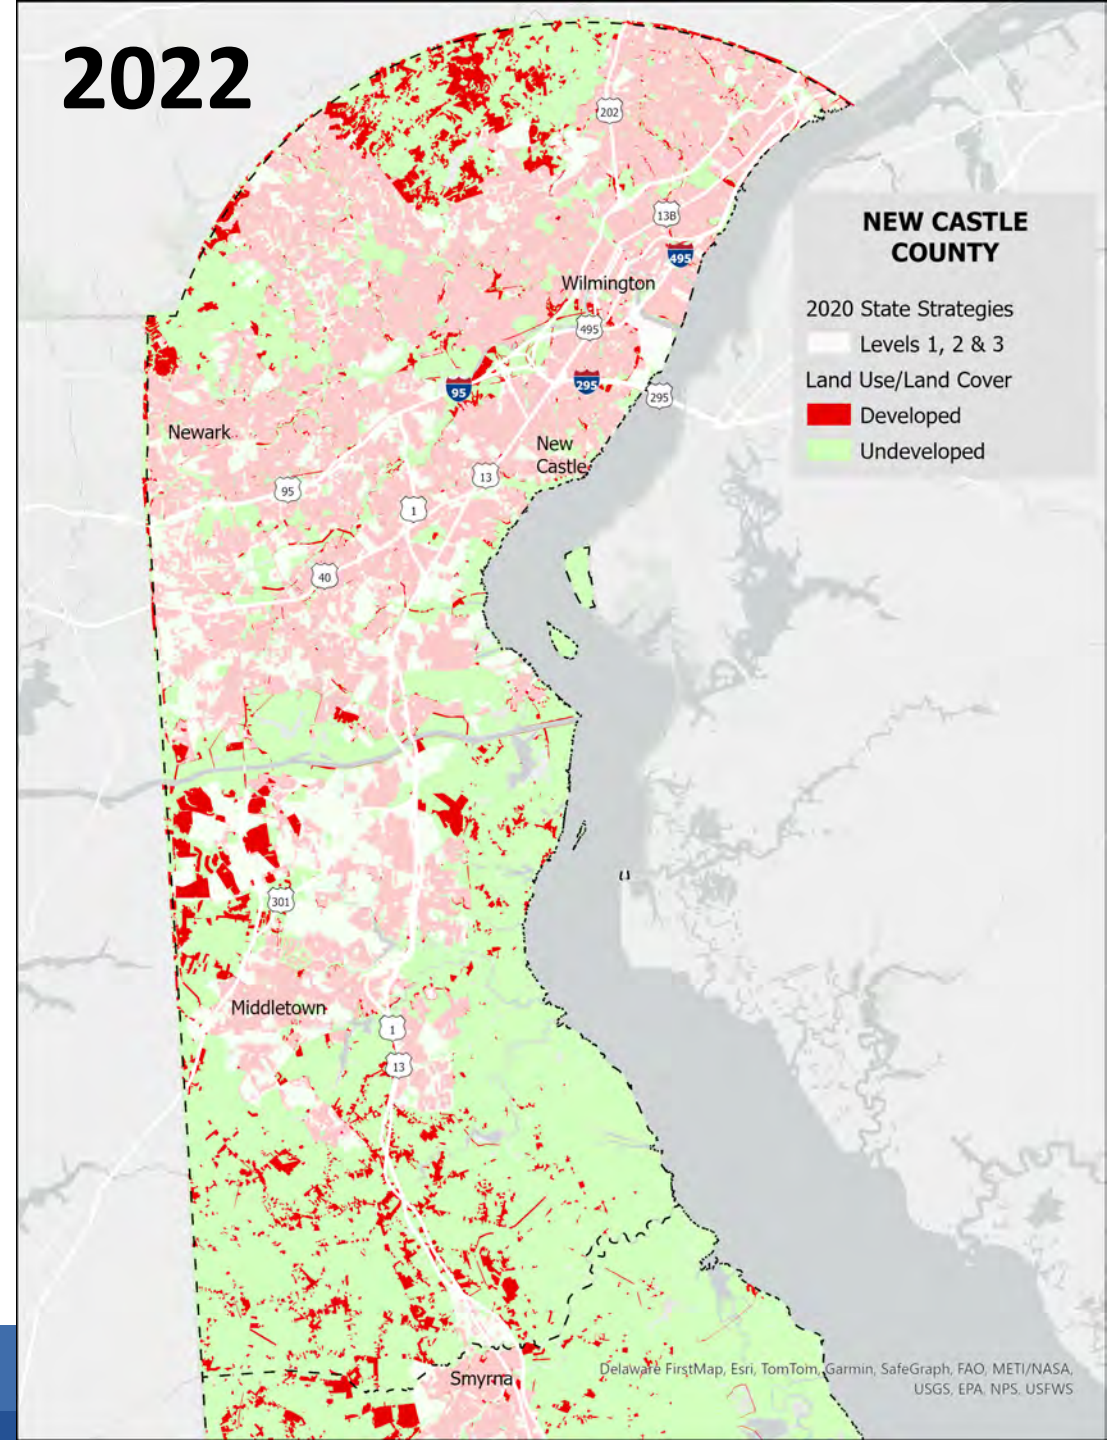 2022
NEW CASTLE
COUNTY
2020 State Strategies
Levels 1, 2 & 3
Land Use/Land Cover
Developed
Undeveloped
202
13B
495
Wilmington
495
95
295
295
Newark
New
Castle
13
95
1
40
301
Middletown
1
13
Smyrna
Delaware FirstMap, Esri, TomTom, Garmin, SafeGraph, FAO, METI/NASA,
USGS, EPA, NPS, USFWS